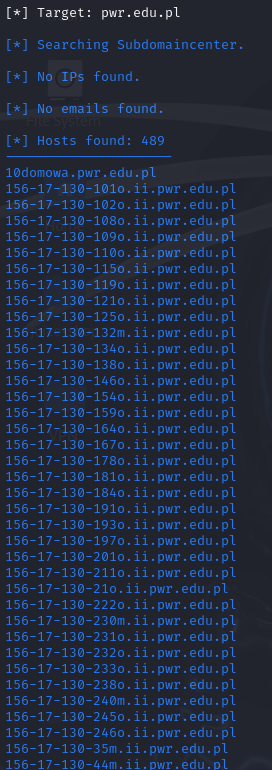 [*] Target: pwr.edu.pl
[*] Searching Subdomaincenter.
[*] No IPs found.
[*] No emails found.
File System
[*] Hosts found: 489
10domowa.pwr.edu.pl
156-17-130-101o.ii.pwr.edu.pl
156-17-130-102o.ii.pwr.edu.pl
156-17-130-108o.ii.pwr.edu.pl
156-17-130-109o.ii.pwr.edu.pl
156-17-130-110o.ii.pwr.edu.pl
156-17-130-115o.ii.pwr.edu.pl
156-17-130-119o.ii.pwr.edu.pl
156-17-130-121o.ii.pwr.edu.pl
156-17-130-125o.ii.pwr.edu.pl
156-17-130-132m.ii.pwr.edu.pl
156-17-130-134o.ii.pwr.edu.pl
156-17-130-138o.ii.pwr.edu.pl
156-17-130-146o.ii.pwr.edu.pl
156-17-130-154o.ii.pwr.edu.pl
156-17-130-159o.ii.pwr.edu.pl
156-17-130-164o.ii.pwr.edu.pl
156-17-130-167o.ii.pwr.edu.pl
156-17-130-178o.ii.pwr.edu.pl
156-17-130-181o.ii.pwr.edu.pl
156-17-130-184o.ii.pwr.edu.pl
156-17-130-191o.ii.pwr.edu.pl
156-17-130-193o.ii.pwr.edu.pl
156-17-130-197o.ii.pwr.edu.pl
156-17-130-201o.ii.pwr.edu.pl
156-17-130-211o.ii.pwr.edu.pl
156-17-130-21o.ii.pwr.edu.pl
156-17-130-222o.ii.pwr.edu.pl
156-17-130-230m.ii.pwr.edu.pl
156-17-130-231o.ii.pwr.edu.pl
156-17-130-232o.ii.pwr.edu.pl
156-17-130-233o.ii.pwr.edu.pl
156-17-130-238o.ii.pwr.edu.pl
156-17-130-240m.ii.pwr.edu.pl
156-17-130-245o.ii.pwr.edu.pl
156-17-130-246o.ii.pwr.edu.pl
156-17-130-35m.ii.pwr.edu.pl
156-17-130-44m.ii.pwr.edu.pl